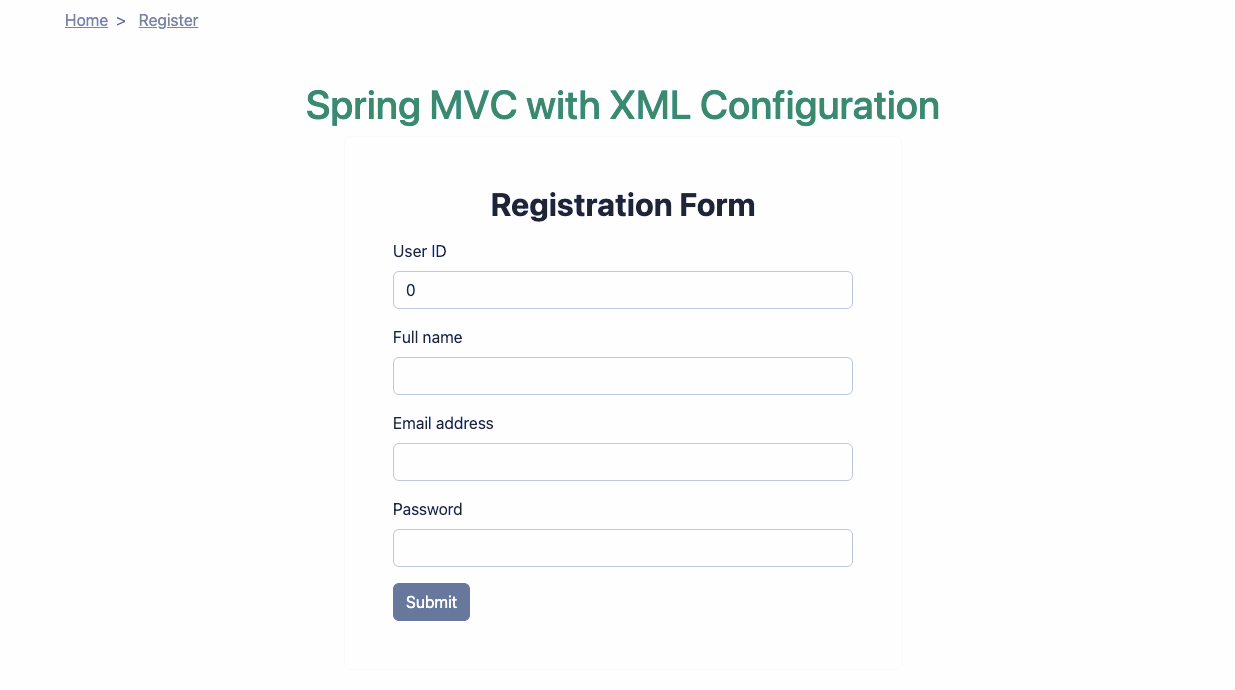 Home > Register
Spring MVC with XML Configuration
Registration Form
User ID
0
Full name
Email address
Password
Submit